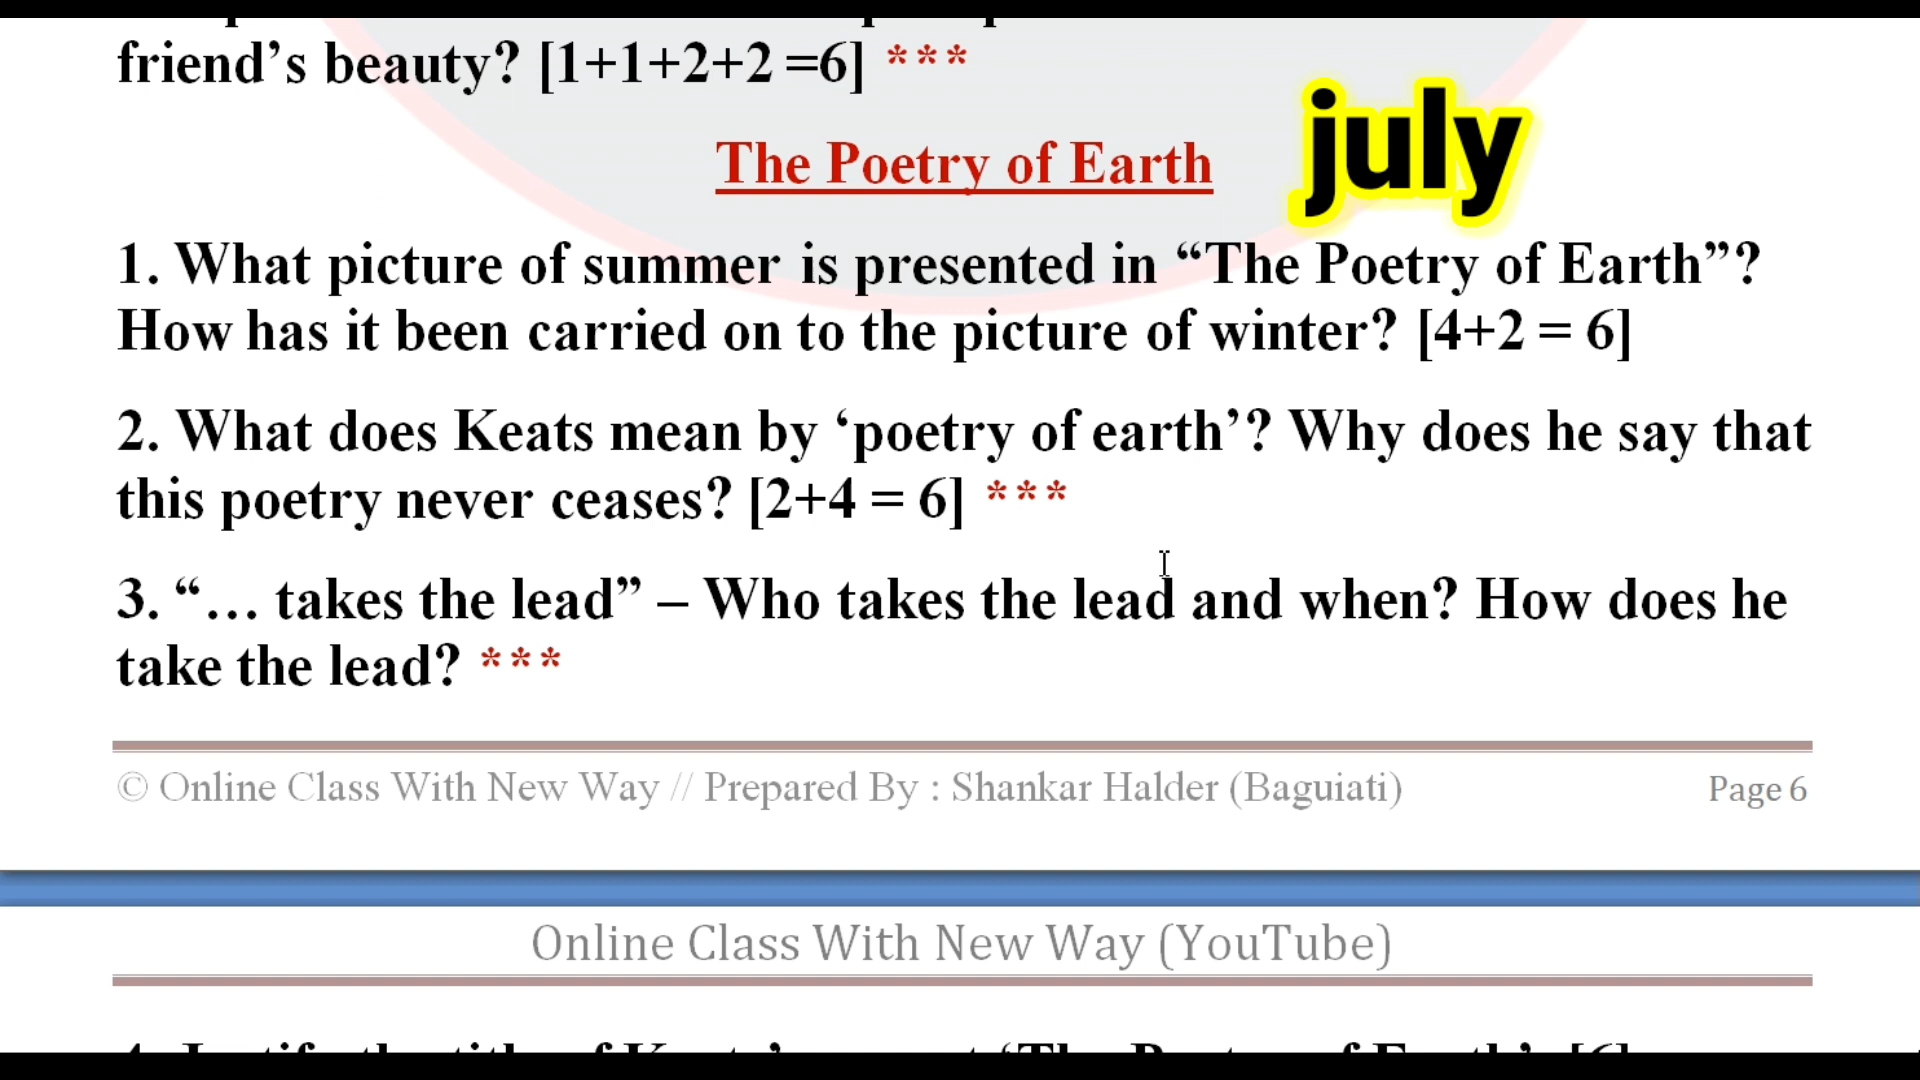 friend’s beauty? [1+1+2+2 =6] ***
The Poetry of Earth
july
1. What picture of summer is presented in “The Poetry of Earth”?
How has it been carried on to the picture of winter? [4+2 = 6]
2. What does Keats mean by ‘poetry of earth’? Why does he say that
this poetry never ceases? [2+4 = 6] ***
3. “… takes the lead” – Who takes the lead and when? How does he
take the lead? ***
© Online Class With New Way // Prepared By : Shankar Halder (Baguiati)
Page 6
Online Class With New Way (YouTube)